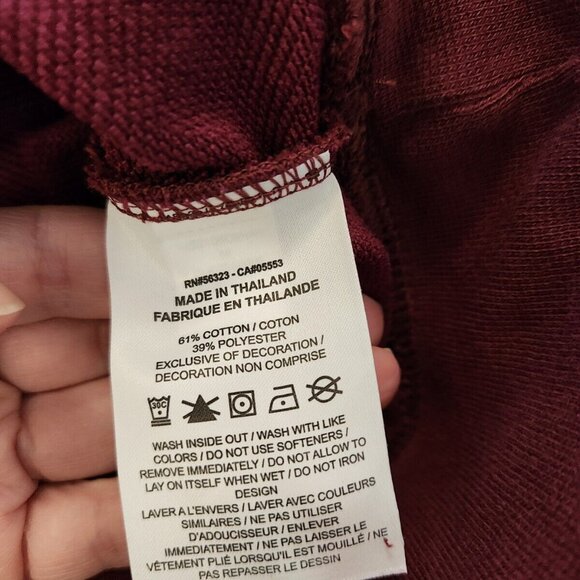 RN#56323 - CA#05553
MADE IN THAILAND
FABRIQUE EN THAILANDE
61% COTTON / COTON
39% POLYESTER
EXCLUSIVE OF DECORATION /
DECORATION NON COMPRISE
30C
WASH INSIDE OUT / WASH WITH LIKE
COLORS / DO NOT USE SOFTENERS /
REMOVE IMMEDIATELY / DO NOT ALLOW TO
LAY ON ITSELF WHEN WET / DO NOT IRON
DESIGN
LAVER A L'ENVERS / LAVER AVEC COULEURS
SIMILAIRES / NE PAS UTILISER
D'ADOUCISSEUR / ENLEVER
IMMÉDIATEMENT / NE PAS LAISSER LE
VÊTEMENT PLIÉ LORSQU'IL EST MOUILLÉ / NE
PAS REPASSER LE DESSIN